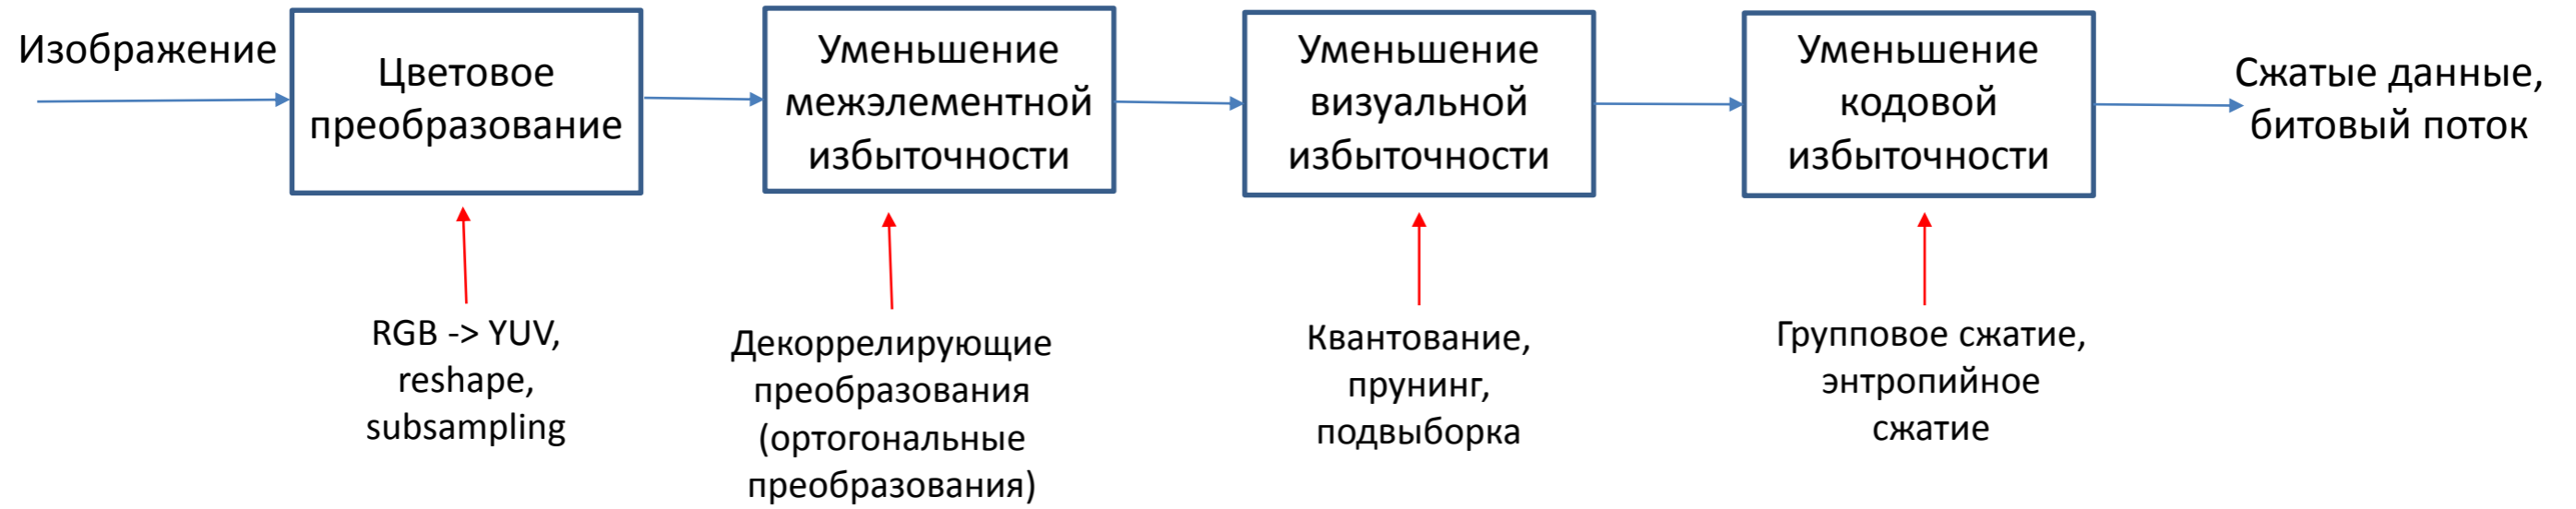 Изображение
Цветовое
преобразование
Уменьшение
межэлементной
избыточности
Уменьшение
визуальной
избыточности
Уменьшение
кодовой
избыточности
Сжатые данные,
битовый поток
RGB -> YUV,
reshape,
subsampling
Декоррелирующие
преобразования
(ортогональные
преобразования)
Квантование,
прунинг,
подвыборка
Групповое сжатие,
энтропийное
сжатие